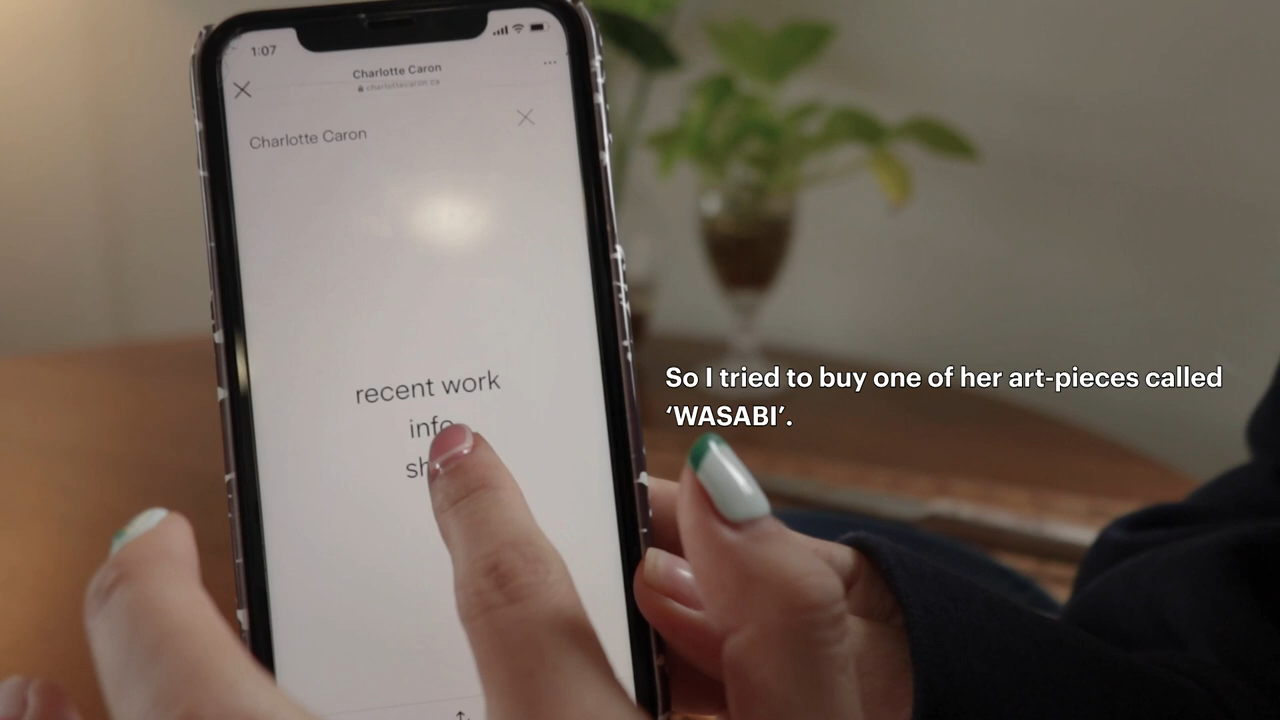 1:07
Charlotte Caron
charlottecaron.ca
Charlotte Caron
recent work
info
So I tried to buy one of her art-pieces called
‘WASABI’.